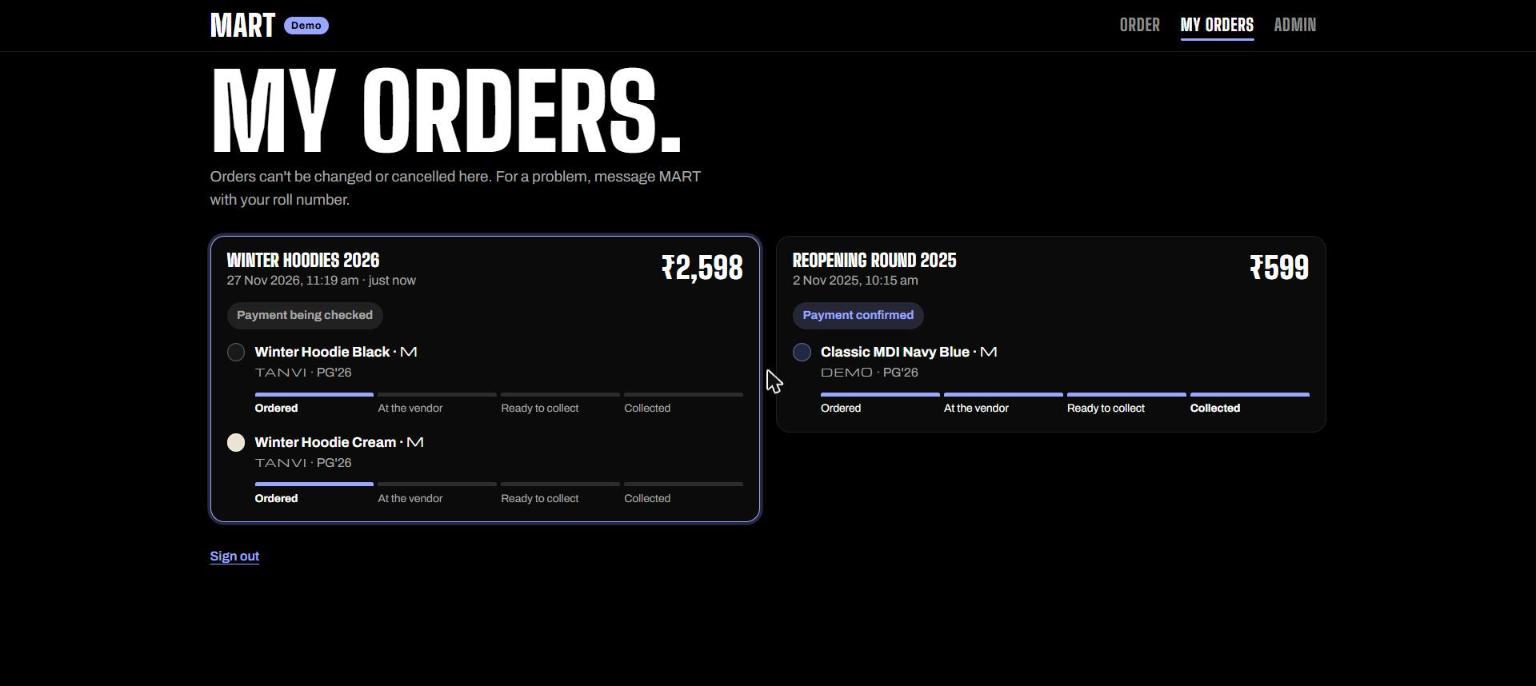 MART Demo ORDER MY ORDERS ADMIN
MY ORDERS.
Orders can't be changed or cancelled here. For a problem, message MART
with your roll number.
WINTER HOODIES 2026 ₹2,598
27 Nov 2026, 11:19 am · just now
Payment being checked
Winter Hoodie Black · M
TANVI · PG'26
Ordered At the vendor Ready to collect Collected
Winter Hoodie Cream · M
TANVI · PG'26
Ordered At the vendor Ready to collect Collected
REOPENING ROUND 2025 ₹599
2 Nov 2025, 10:15 am
Payment confirmed
Classic MDI Navy Blue · M
DEMO · PG'26
Ordered At the vendor Ready to collect Collected
Sign out